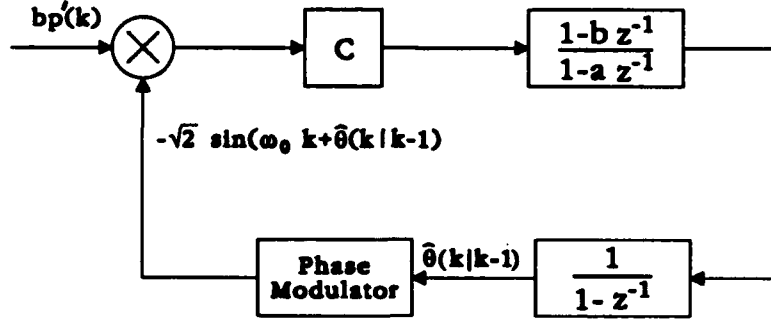 bp'(k)
C
1-b z⁻¹
1-a z⁻¹
-√2 sin(ω₀ k+θ̂(k|k-1)
Phase
Modulator
θ̂(k|k-1)
1
1- z⁻¹